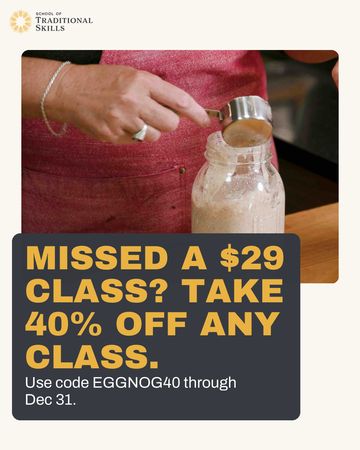 SCHOOL OF
TRADITIONAL
SKILLS
MISSED A $29
CLASS? TAKE
40% OFF ANY
CLASS.
Use code EGGNOG40 through
Dec 31.